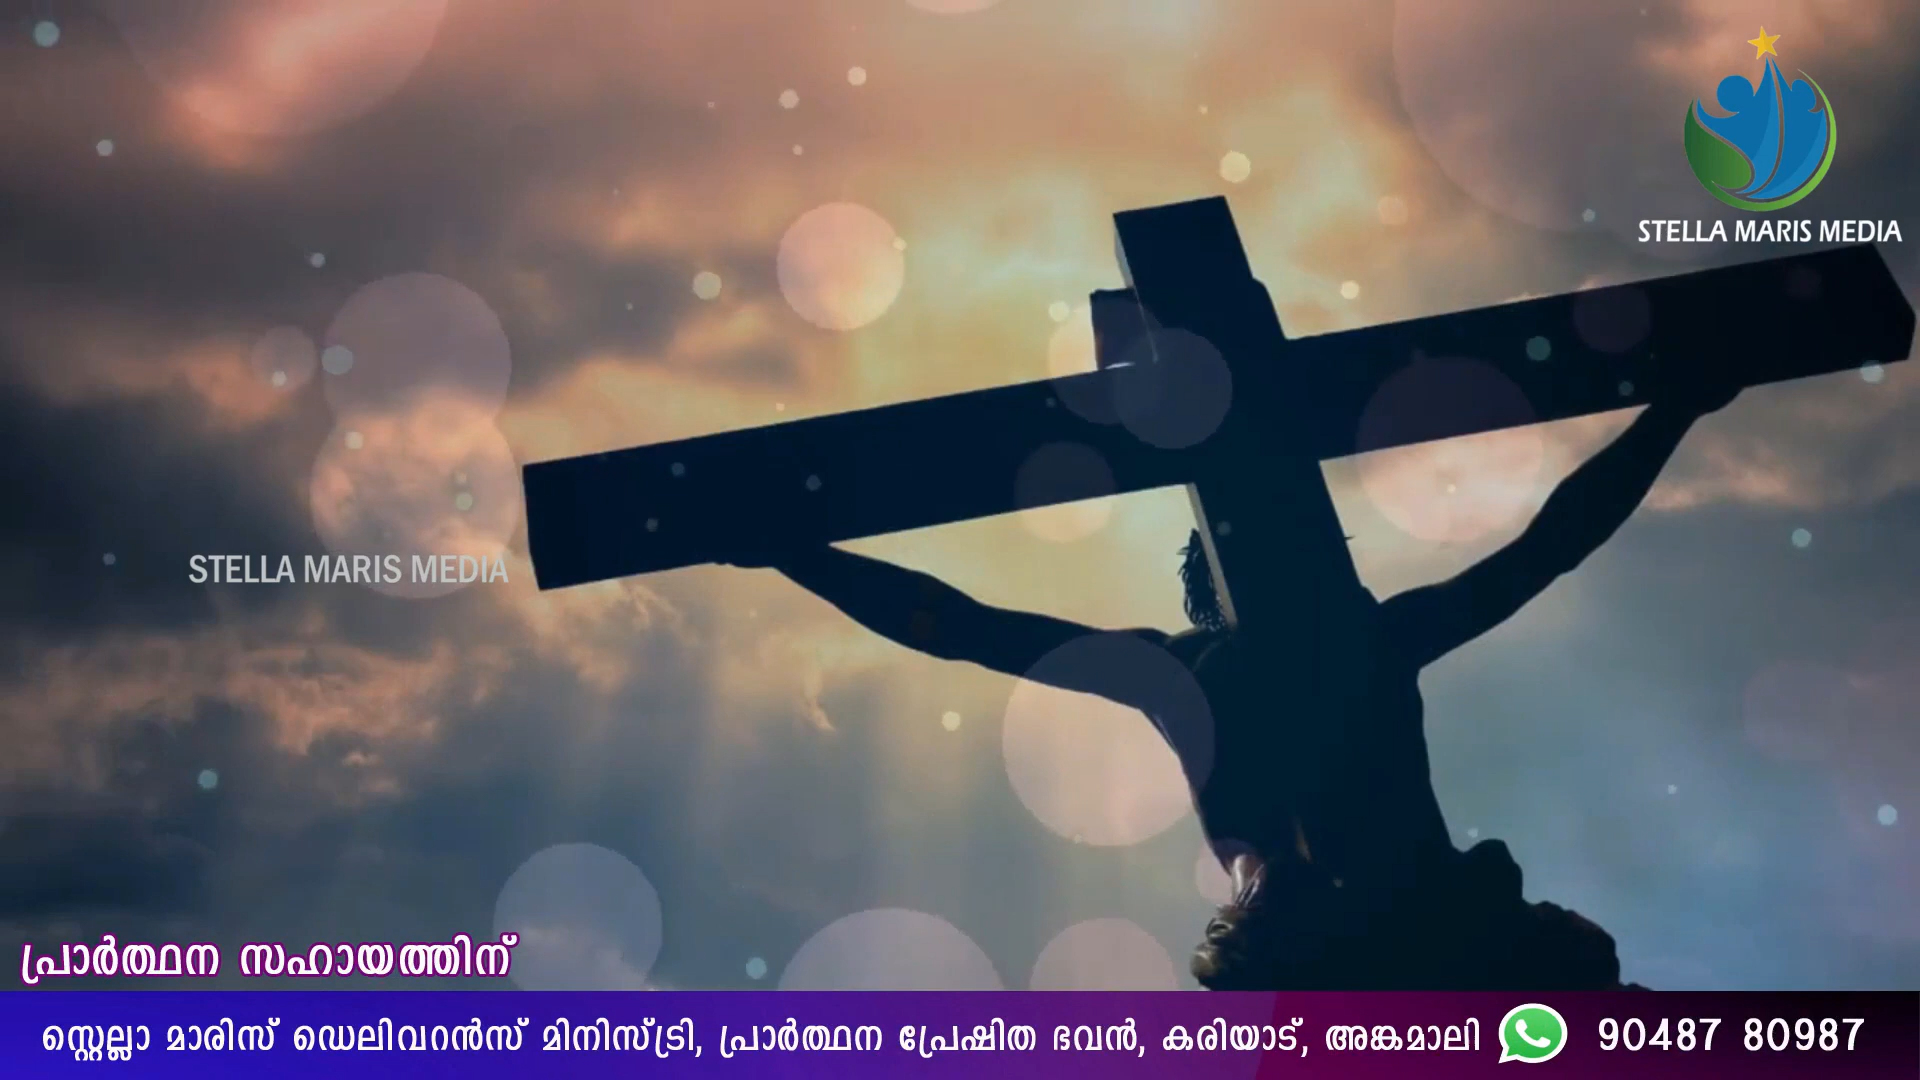 STELLA MARIS MEDIA
STELLA MARIS MEDIA
പ്രാർത്ഥന സഹായത്തിന്
സ്റ്റെല്ലാ മാരിസ് ഡെലിവറൻസ് മിനിസ്ട്രി, പ്രാർത്ഥന പ്രേഷിത ഭവൻ, കരിയാട്, അങ്കമാലി 90487 80987